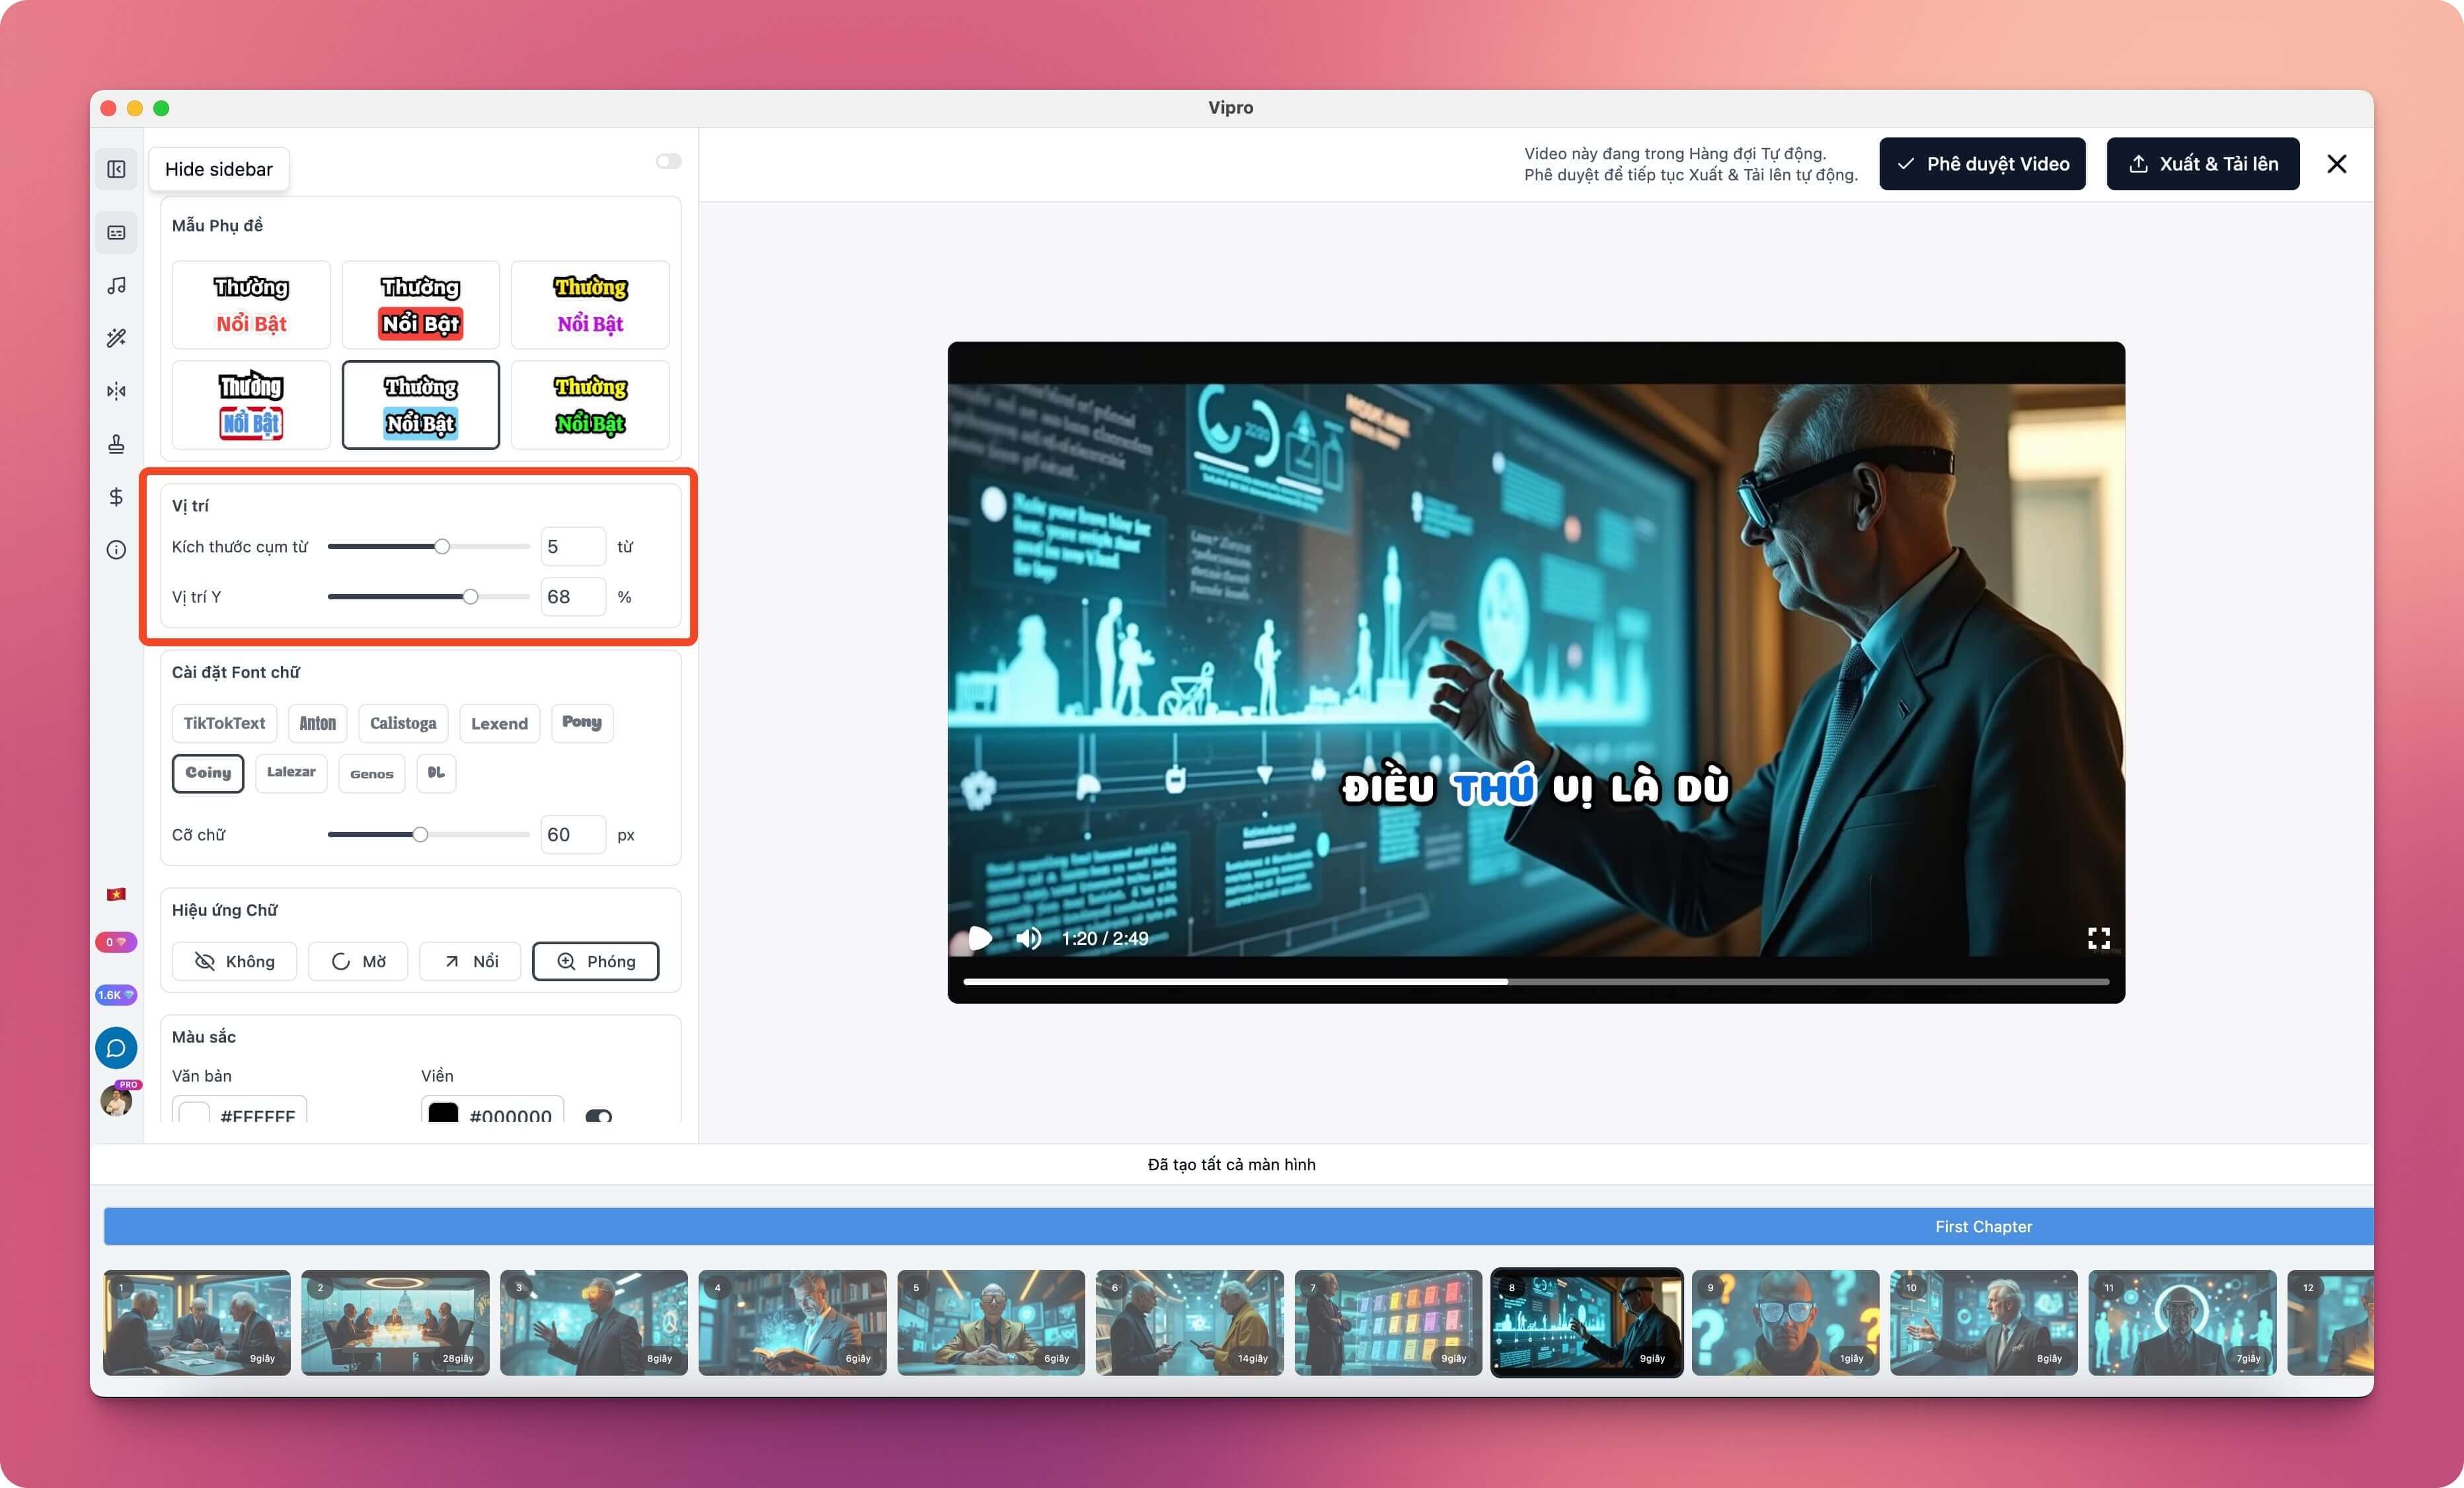 Vipro
Hide sidebar
Video này đang trong Hàng đợi Tự động.
Phê duyệt để tiếp tục Xuất & Tải lên tự động.
Phê duyệt Video
Xuất & Tải lên
Mẫu Phụ đề
Thường
Nổi Bật
Thường
Nổi Bật
Thường
Nổi Bật
Thường
Nổi Bật
Thường
Nổi Bật
Thường
Nổi Bật
Vị trí
Kích thước cụm từ 5 từ
Vị trí Y 68 %
Cài đặt Font chữ
TikTokText Anton Calistoga Lexend Pony
Coiny Lalezar Genos DL
Cỡ chữ 60 px
Hiệu ứng Chữ
Không Mờ Nổi Phóng
Màu sắc
Văn bản Viền
#FFFFFF #000000
0
1.6K
PRO
2020
ĐIỀU THÚ VỊ LÀ DÙ
1:20 / 2:49
Đã tạo tất cả màn hình
First Chapter
1 9giây
2 28giây
3 8giây
4 6giây
5 6giây
6 14giây
7 9giây
8 9giây
9 1giây
10 8giây
11 7giây
12